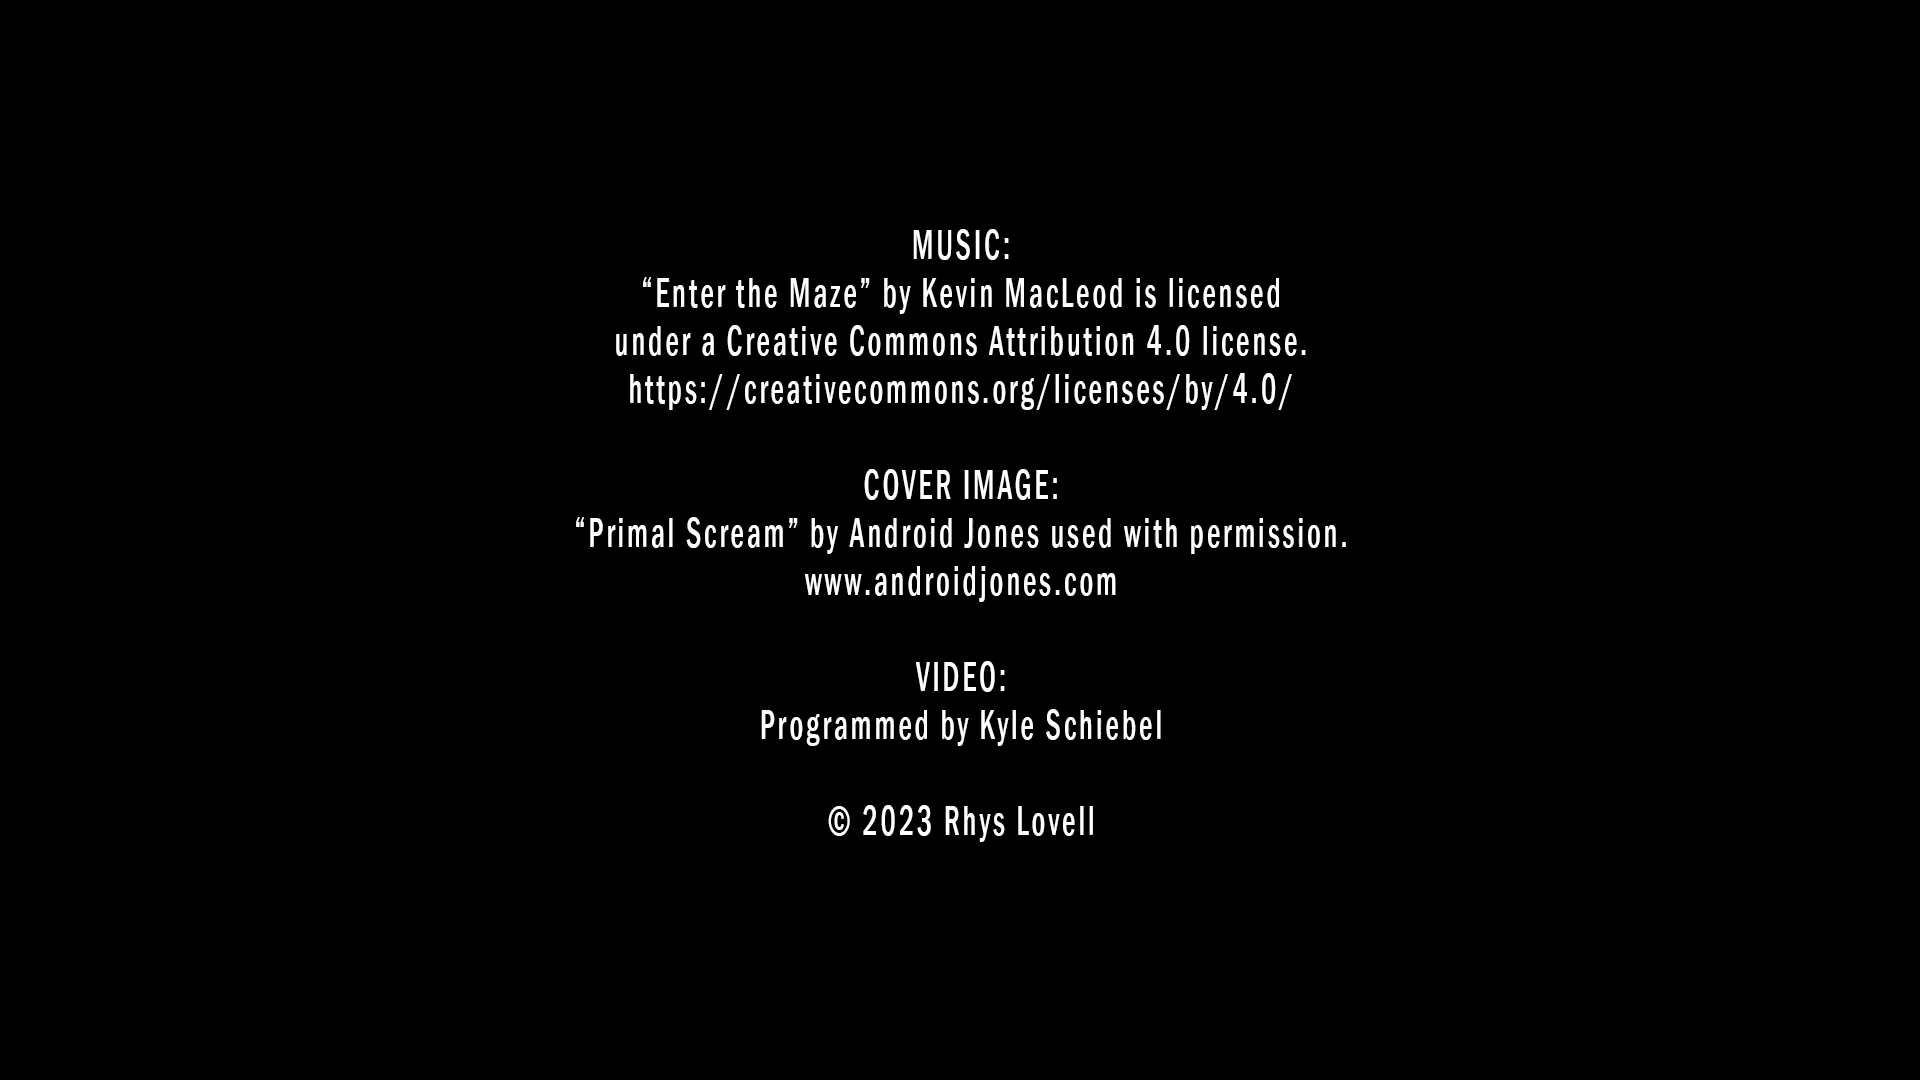 MUSIC:
“Enter the Maze” by Kevin MacLeod is licensed
under a Creative Commons Attribution 4.0 license.
https://creativecommons.org/licenses/by/4.0/
COVER IMAGE:
“Primal Scream” by Android Jones used with permission.
www.androidjones.com
VIDEO:
Programmed by Kyle Schiebel
© 2023 Rhys Lovell